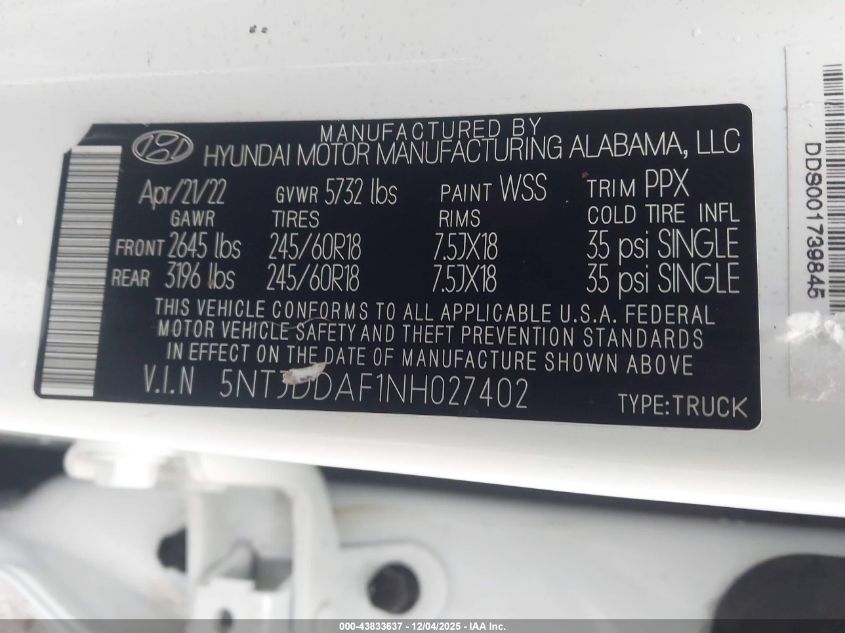 MANUFACTURED BY
HYUNDAI MOTOR MANUFACTURING ALABAMA, LLC
Apr/21/22 GVWR 5732 lbs PAINT WSS TRIM PPX
GAWR TIRES RIMS COLD TIRE INFL
FRONT 2645 lbs 245/60R18 7.5JX18 35 psi SINGLE
REAR 3196 lbs 245/60R18 7.5JX18 35 psi SINGLE
THIS VEHICLE CONFORMS TO ALL APPLICABLE U.S.A. FEDERAL
MOTOR VEHICLE SAFETY AND THEFT PREVENTION STANDARDS
IN EFFECT ON THE DATE OF MANUFACTURE SHOWN ABOVE
V.I.N 5NTJDDAF1NH027402
TYPE:TRUCK
DDS001739845
000-43833637 - 12/04/2025 - IAA Inc.